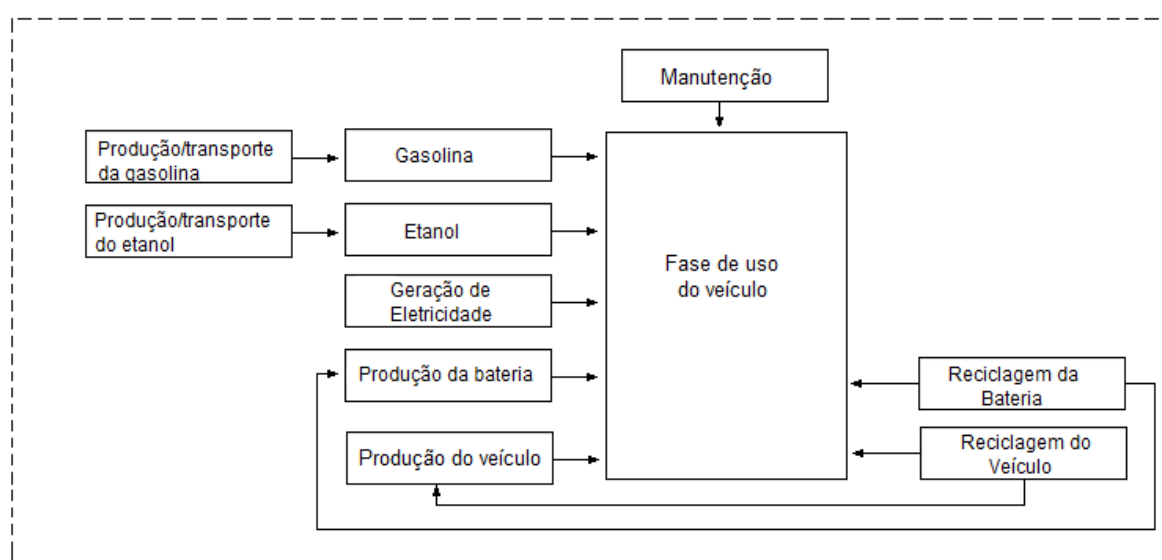 Manutenção
Produção/transporte
da gasolina
Gasolina
Produção/transporte
do etanol
Etanol
Geração de
Eletricidade
Fase de uso
do veículo
Produção da bateria
Reciclagem da
Bateria
Produção do veículo
Reciclagem do
Veículo